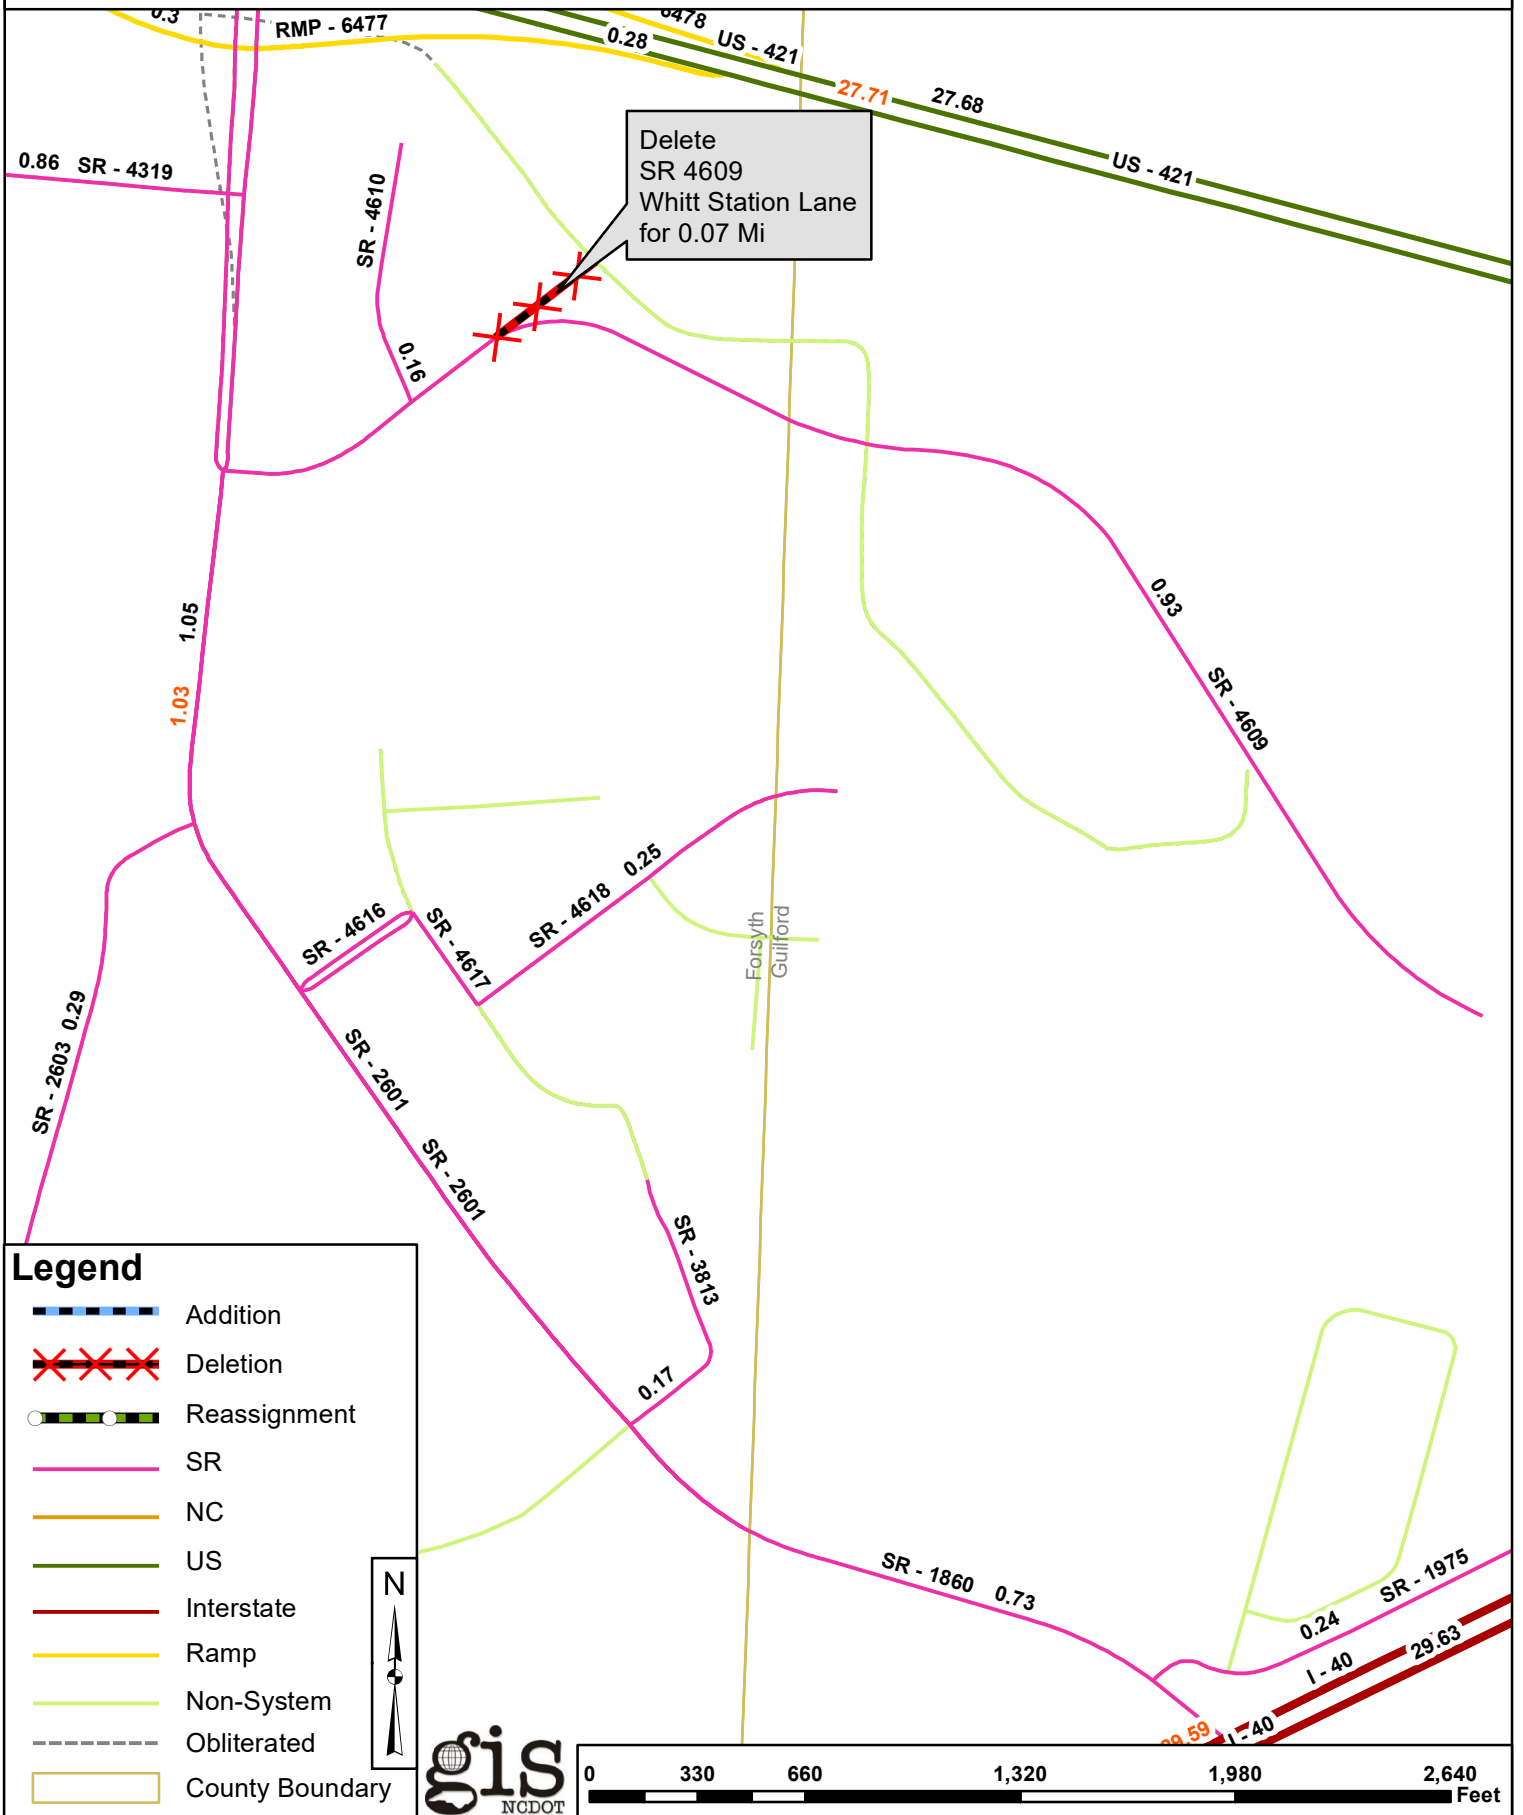 0.3
RMP - 6477
6478
US - 421
0.28
27.71
27.68
US - 421
Delete
SR 4609
Whitt Station Lane
for 0.07 Mi
0.86 SR - 4319
SR - 4610
0.16
1.05
1.03
0.93
SR - 4609
SR - 4618 0.25
SR - 4616
SR - 4617
Forsyth
Guilford
SR - 2603 0.29
SR - 2601
SR - 2601
SR - 3813
0.17
SR - 1860 0.73
SR - 1975
0.24
I - 40
29.63
I - 40
29.59
Legend
Addition
Deletion
Reassignment
SR
NC
US
Interstate
Ramp
Non-System
Obliterated
County Boundary
N
gis
NCDOT
0 330 660 1,320 1,980 2,640
Feet